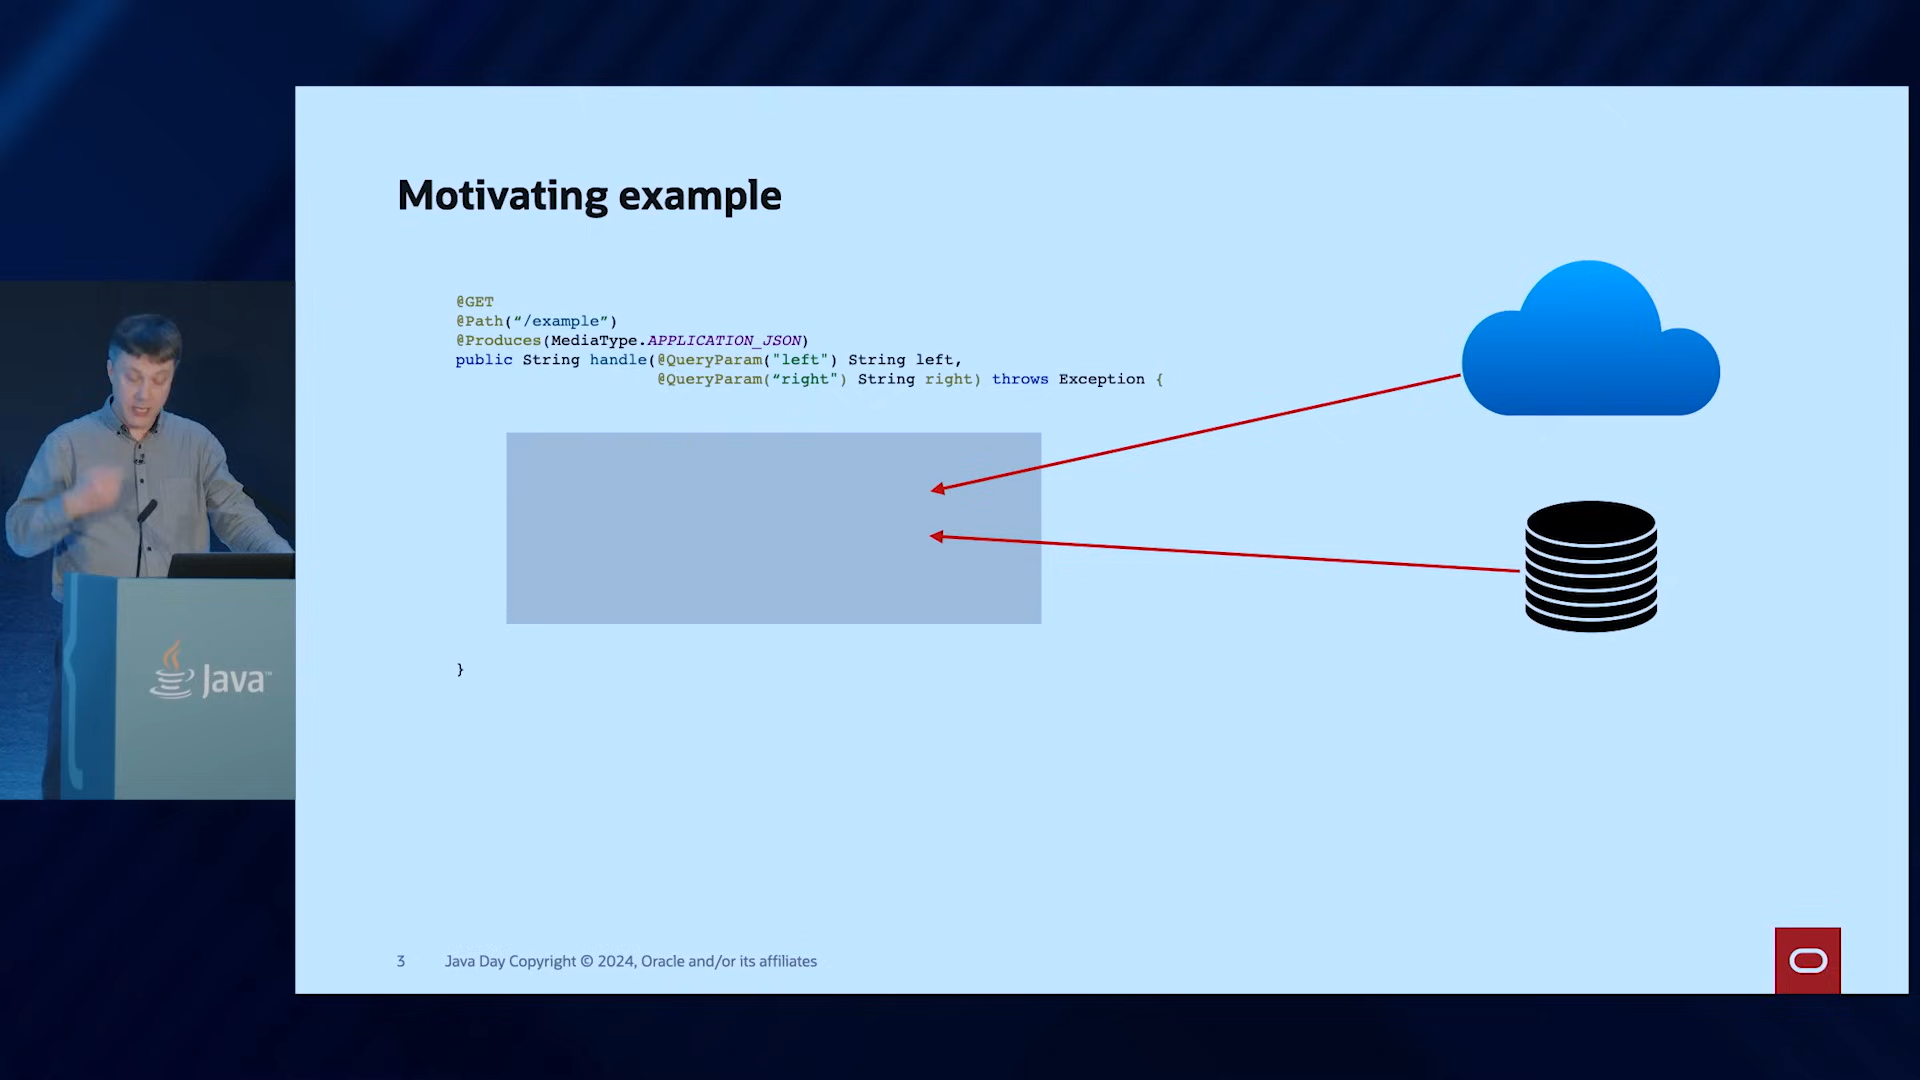 Motivating example
@GET
@Path(“/example”)
@Produces(MediaType.APPLICATION_JSON)
public String handle(@QueryParam("left") String left,
@QueryParam(“right") String right) throws Exception {
}
Java™
3 Java Day Copyright © 2024, Oracle and/or its affiliates